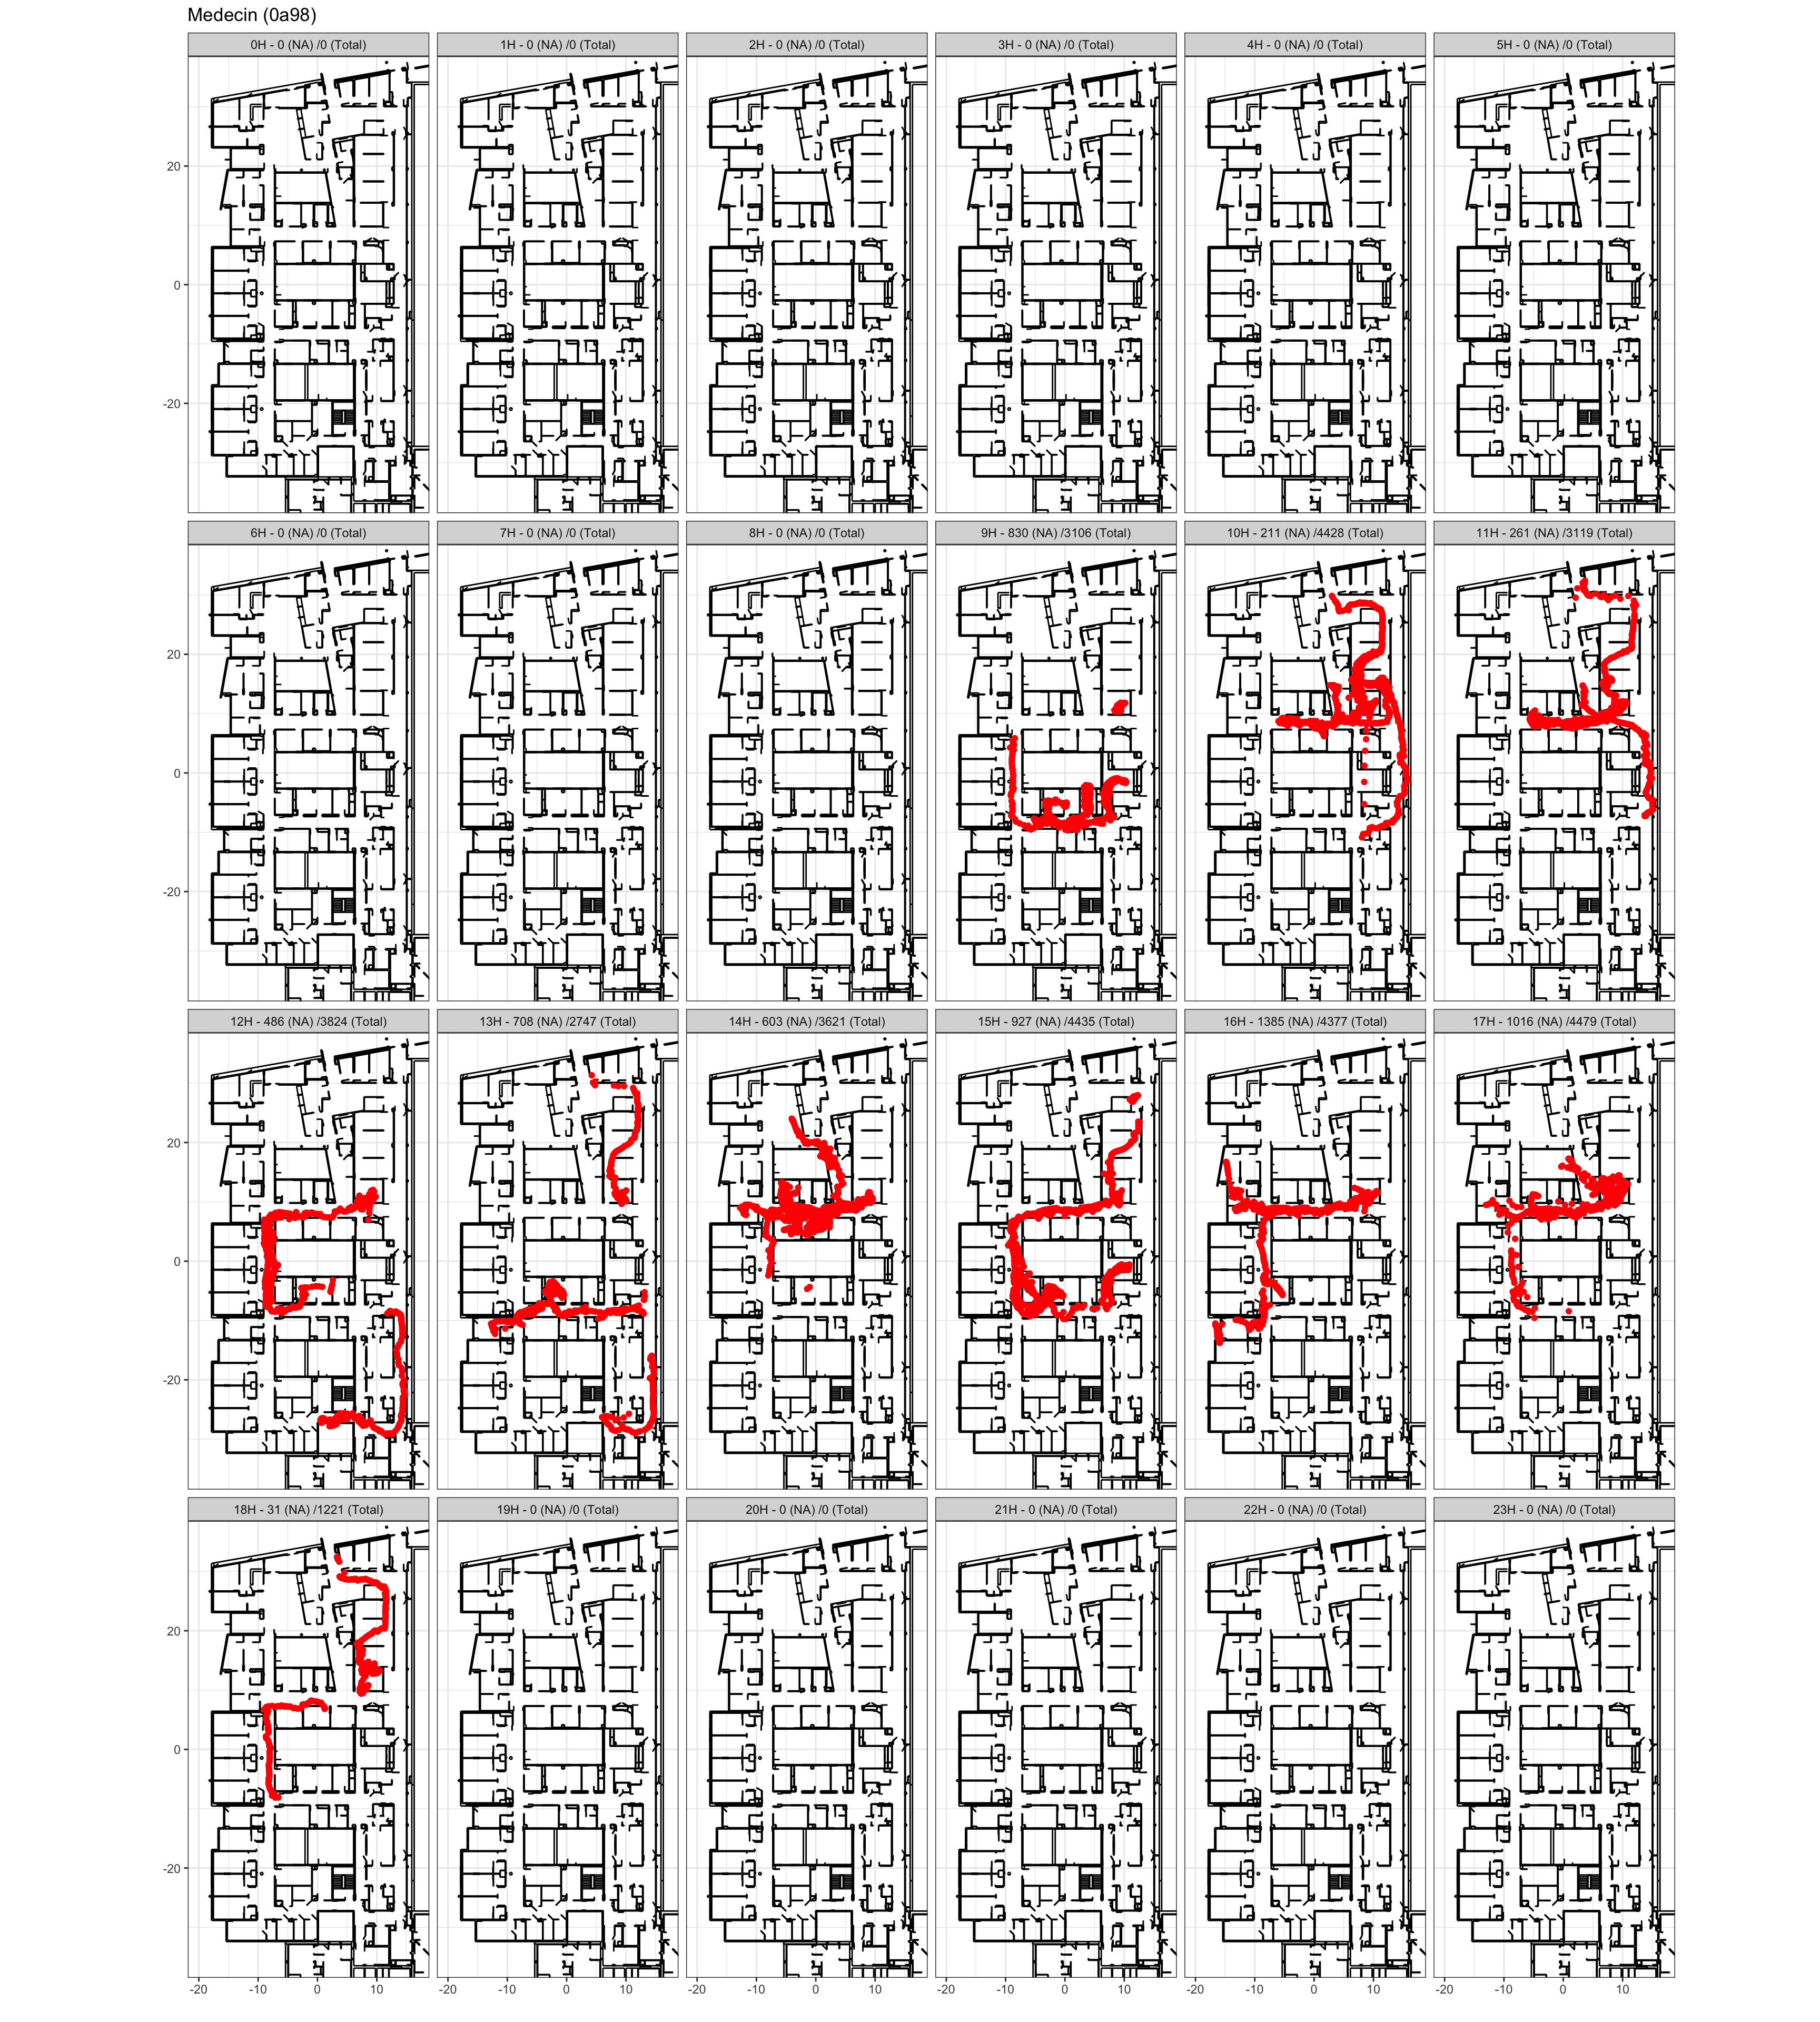 Medecin (0a98)
0H - 0 (NA) /0 (Total)
1H - 0 (NA) /0 (Total)
2H - 0 (NA) /0 (Total)
3H - 0 (NA) /0 (Total)
4H - 0 (NA) /0 (Total)
5H - 0 (NA) /0 (Total)
20
0
-20
6H - 0 (NA) /0 (Total)
7H - 0 (NA) /0 (Total)
8H - 0 (NA) /0 (Total)
9H - 830 (NA) /3106 (Total)
10H - 211 (NA) /4428 (Total)
11H - 261 (NA) /3119 (Total)
20
0
-20
12H - 486 (NA) /3824 (Total)
13H - 708 (NA) /2747 (Total)
14H - 603 (NA) /3621 (Total)
15H - 927 (NA) /4435 (Total)
16H - 1385 (NA) /4377 (Total)
17H - 1016 (NA) /4479 (Total)
20
0
-20
18H - 31 (NA) /1221 (Total)
19H - 0 (NA) /0 (Total)
20H - 0 (NA) /0 (Total)
21H - 0 (NA) /0 (Total)
22H - 0 (NA) /0 (Total)
23H - 0 (NA) /0 (Total)
20
0
-20
-20 -10 0 10
-20 -10 0 10
-20 -10 0 10
-20 -10 0 10
-20 -10 0 10
-20 -10 0 10